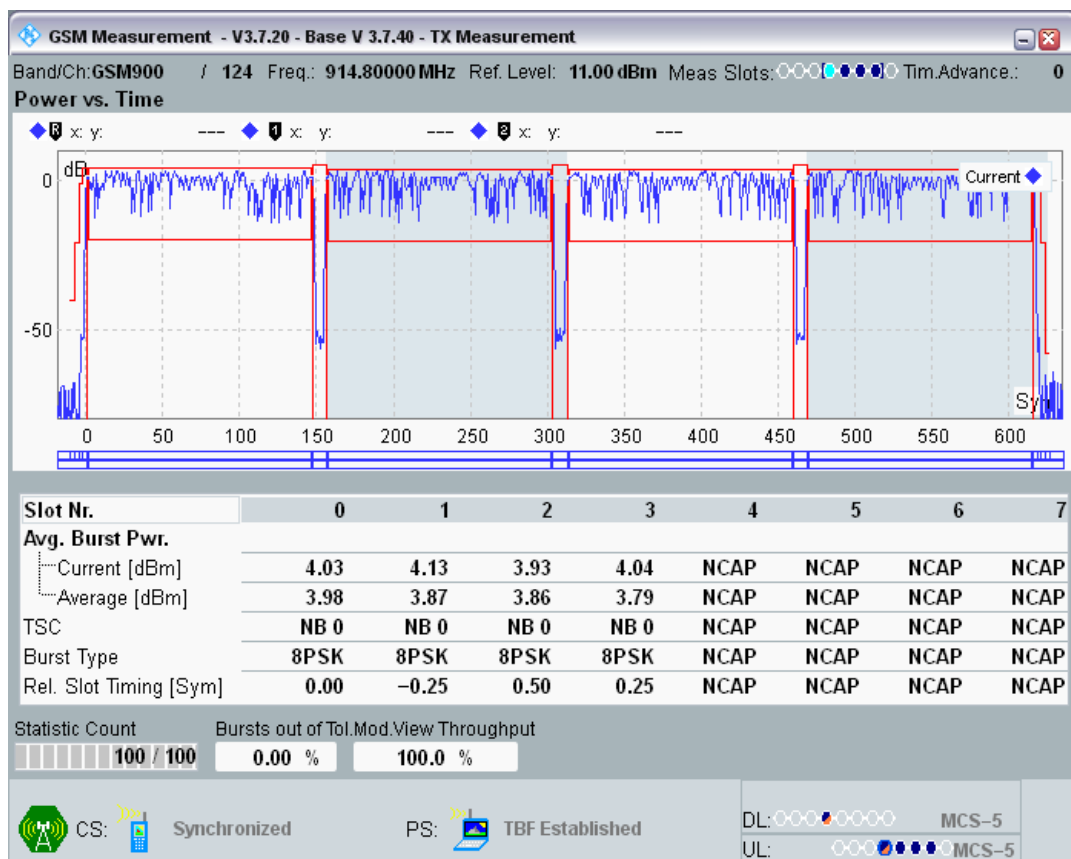 GSM Measurement - V3.7.20 - Base V 3.7.40 - TX Measurement
Band/Ch:GSM900 / 124 Freq.: 914.80000 MHz Ref. Level: 11.00 dBm Meas Slots: Tim.Advance.: 0
Power vs. Time
R x: y: --- 1 x: y: --- 2 x: y: ---
dB
Current
0
-50
Sym
0 50 100 150 200 250 300 350 400 450 500 550 600
Slot Nr. 0 1 2 3 4 5 6 7
Avg. Burst Pwr.
Current [dBm] 4.03 4.13 3.93 4.04 NCAP NCAP NCAP NCAP
Average [dBm] 3.98 3.87 3.86 3.79 NCAP NCAP NCAP NCAP
TSC NB 0 NB 0 NB 0 NB 0 NCAP NCAP NCAP NCAP
Burst Type 8PSK 8PSK 8PSK 8PSK NCAP NCAP NCAP NCAP
Rel. Slot Timing [Sym] 0.00 −0.25 0.50 0.25 NCAP NCAP NCAP NCAP
Statistic Count Bursts out of Tol.Mod.View Throughput
100 / 100 0.00 % 100.0 %
CS: Synchronized PS: TBF Established
DL: MCS−5
UL: MCS−5